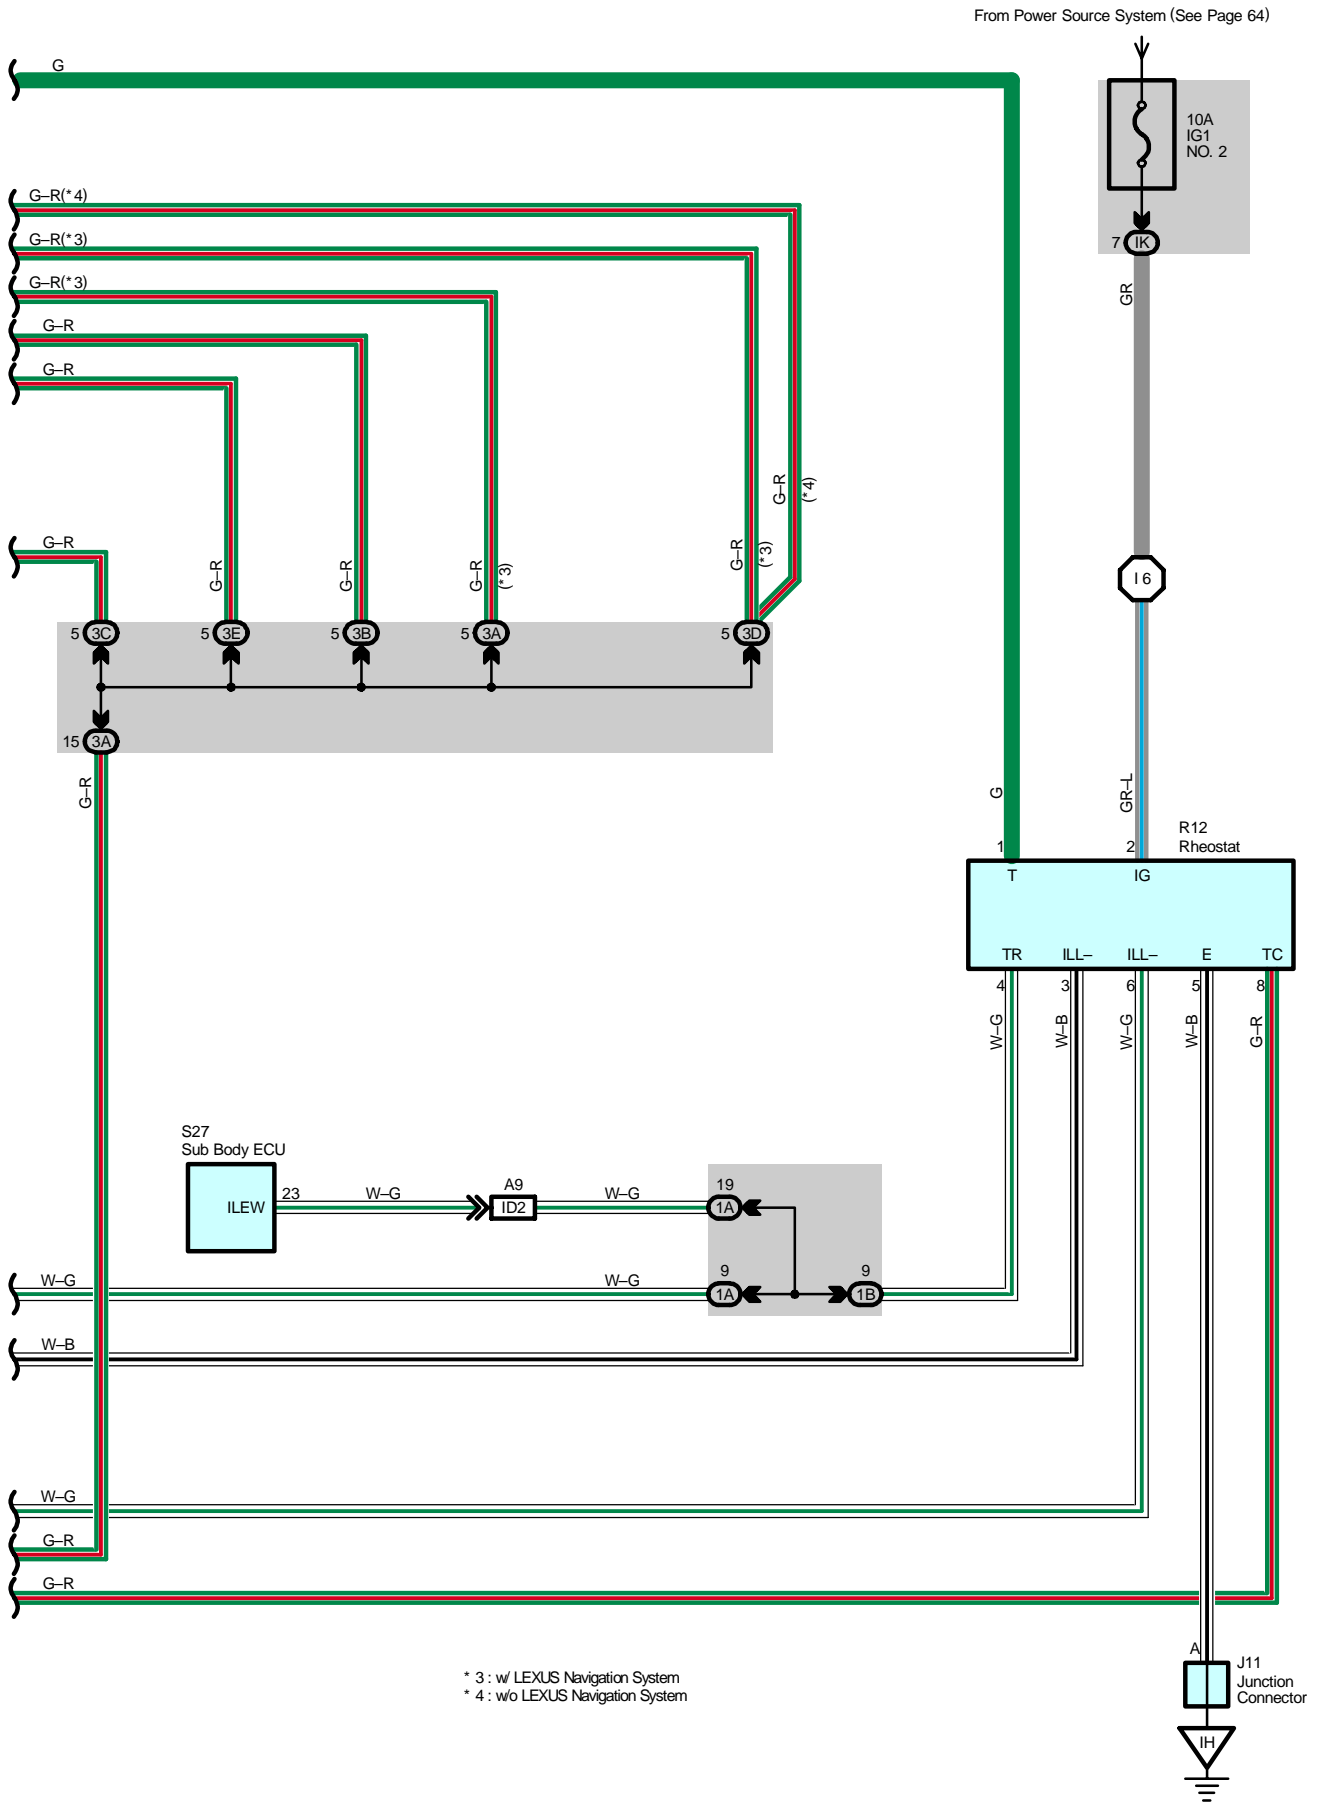 From Power Source System (See Page 64)
G
10A
IG1
NO. 2
7 IK
G–R(*4)
G–R(*3)
G–R(*3)
G–R
G–R
GR
G–R
(*4)
G–R
G–R
G–R
G–R
(*3)
G–R
(*3)
I 6
5 3C
5 3E
5 3B
5 3A
5 3D
15 3A
G–R
G
GR–L
R12
Rheostat
1
2
T
IG
TR
ILL–
ILL–
E
TC
4
3
6
5
8
W–G
W–B
W–G
W–B
G–R
S27
Sub Body ECU
ILEW
23
W–G
A9
ID2
W–G
19
1A
W–G
W–G
9
1A
9
1B
W–B
W–G
G–R
G–R
* 3 : w/ LEXUS Navigation System
* 4 : w/o LEXUS Navigation System
A
J11
Junction
Connector
IH